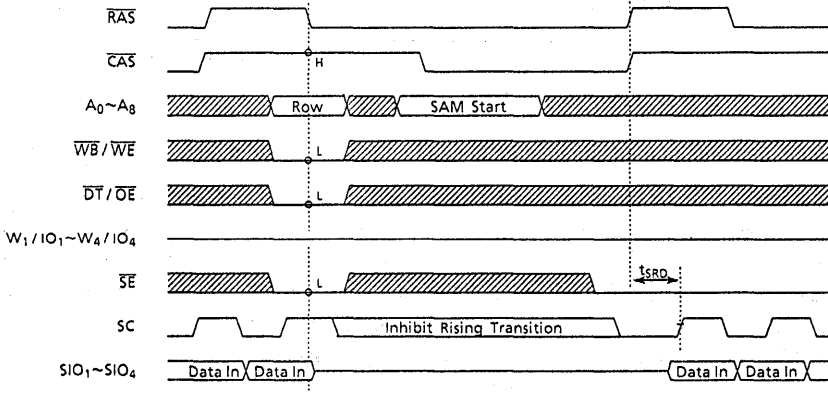 RAS
CAS
H
A0~A8 Row SAM Start
WB/WE L
DT/OE L
W1/IO1~W4/IO4
SE L tSRD
SC Inhibit Rising Transition
SIO1~SIO4 Data In Data In Data In Data In